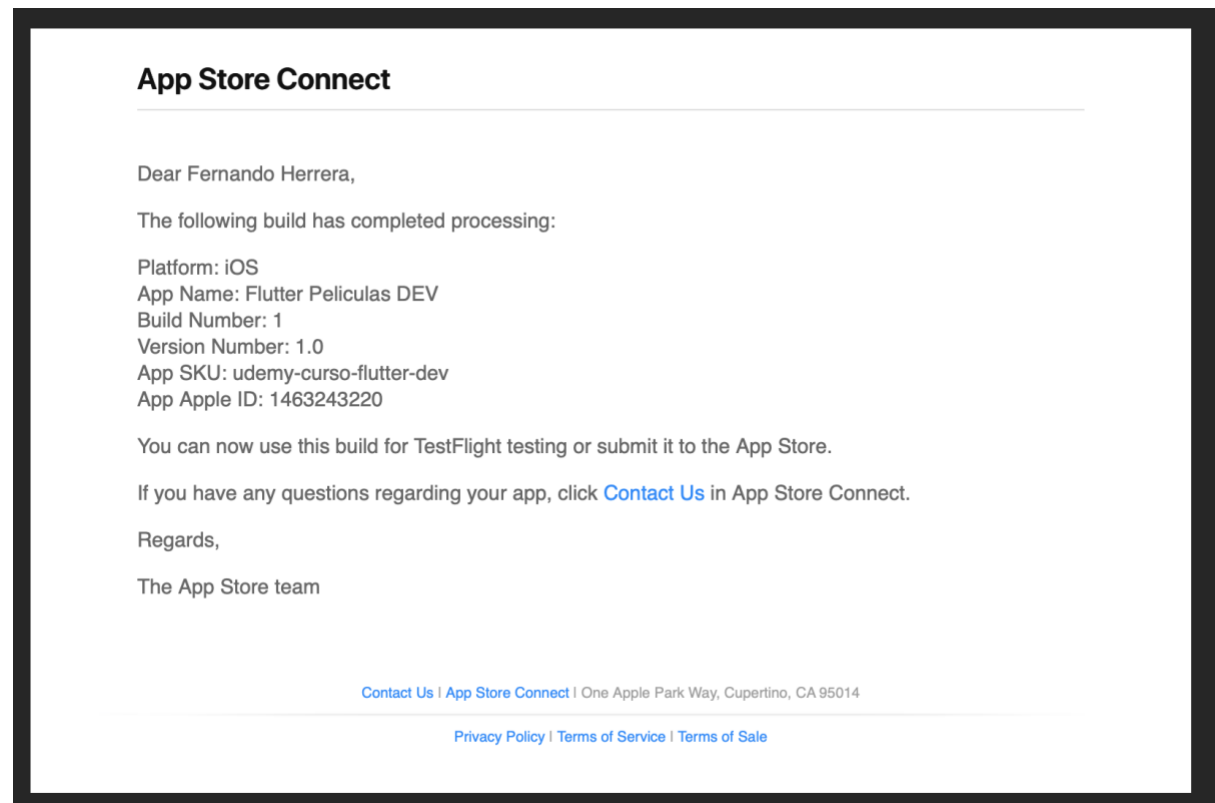 App Store Connect
Dear Fernando Herrera,
The following build has completed processing:
Platform: iOS
App Name: Flutter Peliculas DEV
Build Number: 1
Version Number: 1.0
App SKU: udemy-curso-flutter-dev
App Apple ID: 1463243220
You can now use this build for TestFlight testing or submit it to the App Store.
If you have any questions regarding your app, click Contact Us in App Store Connect.
Regards,
The App Store team
Contact Us | App Store Connect | One Apple Park Way, Cupertino, CA 95014
Privacy Policy | Terms of Service | Terms of Sale